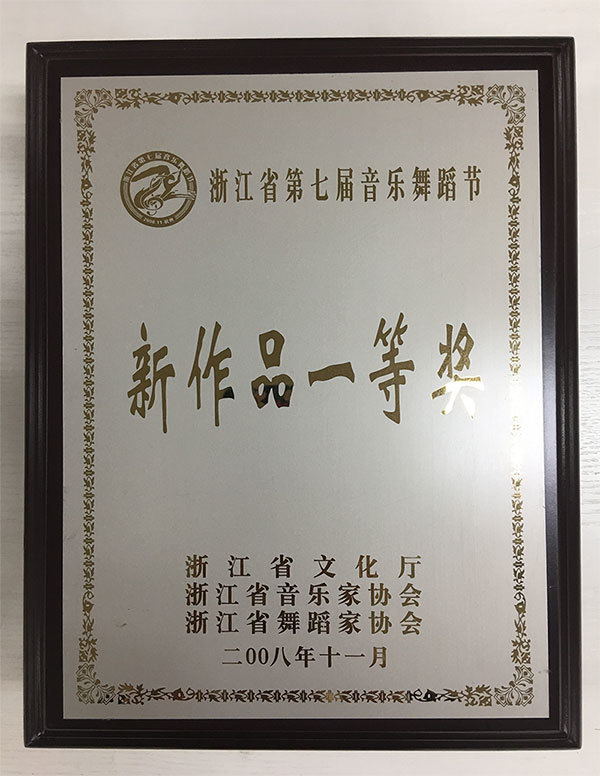 浙江省第七届音乐舞蹈节
新作品一等奖
浙江省文化厅
浙江省音乐家协会
浙江省舞蹈家协会
二00八年十一月